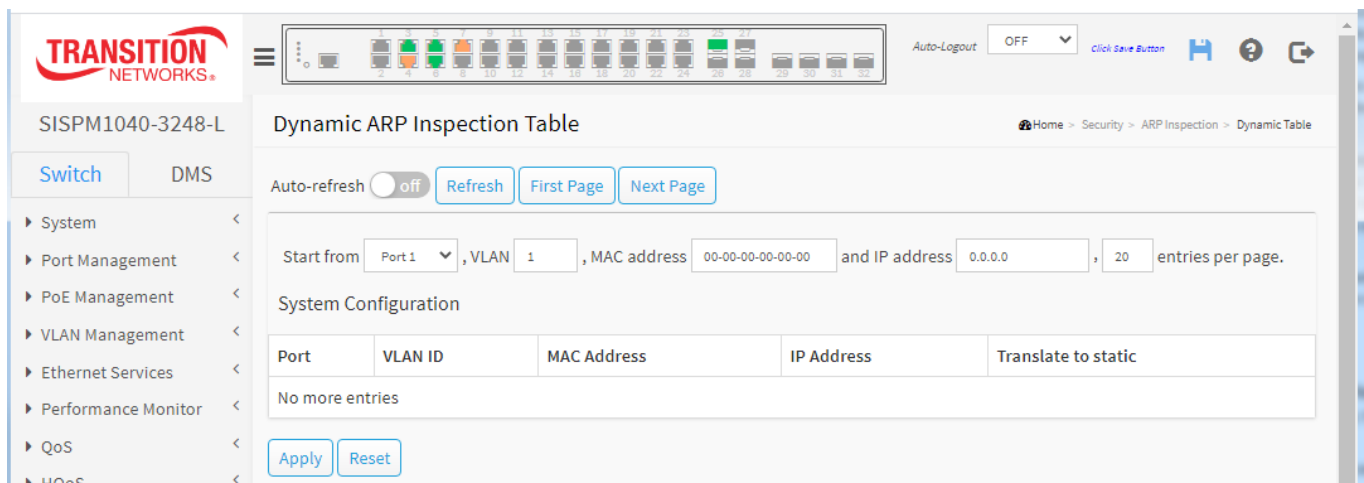 TRANSITION
NETWORKS®
1 3 5 7 9 11 13 15 17 19 21 23 25 27
2 4 6 8 10 12 14 16 18 20 22 24 26 28 29 30 31 32
Auto-Logout OFF Click Save Button
SISPM1040-3248-L
Dynamic ARP Inspection Table
Home > Security > ARP Inspection > Dynamic Table
Switch DMS
Auto-refresh off Refresh First Page Next Page
System
Port Management
PoE Management
VLAN Management
Ethernet Services
Performance Monitor
QoS
HQoS
Start from Port 1 , VLAN 1 , MAC address 00-00-00-00-00-00 and IP address 0.0.0.0 , 20 entries per page.
System Configuration
Port VLAN ID MAC Address IP Address Translate to static
No more entries
Apply Reset